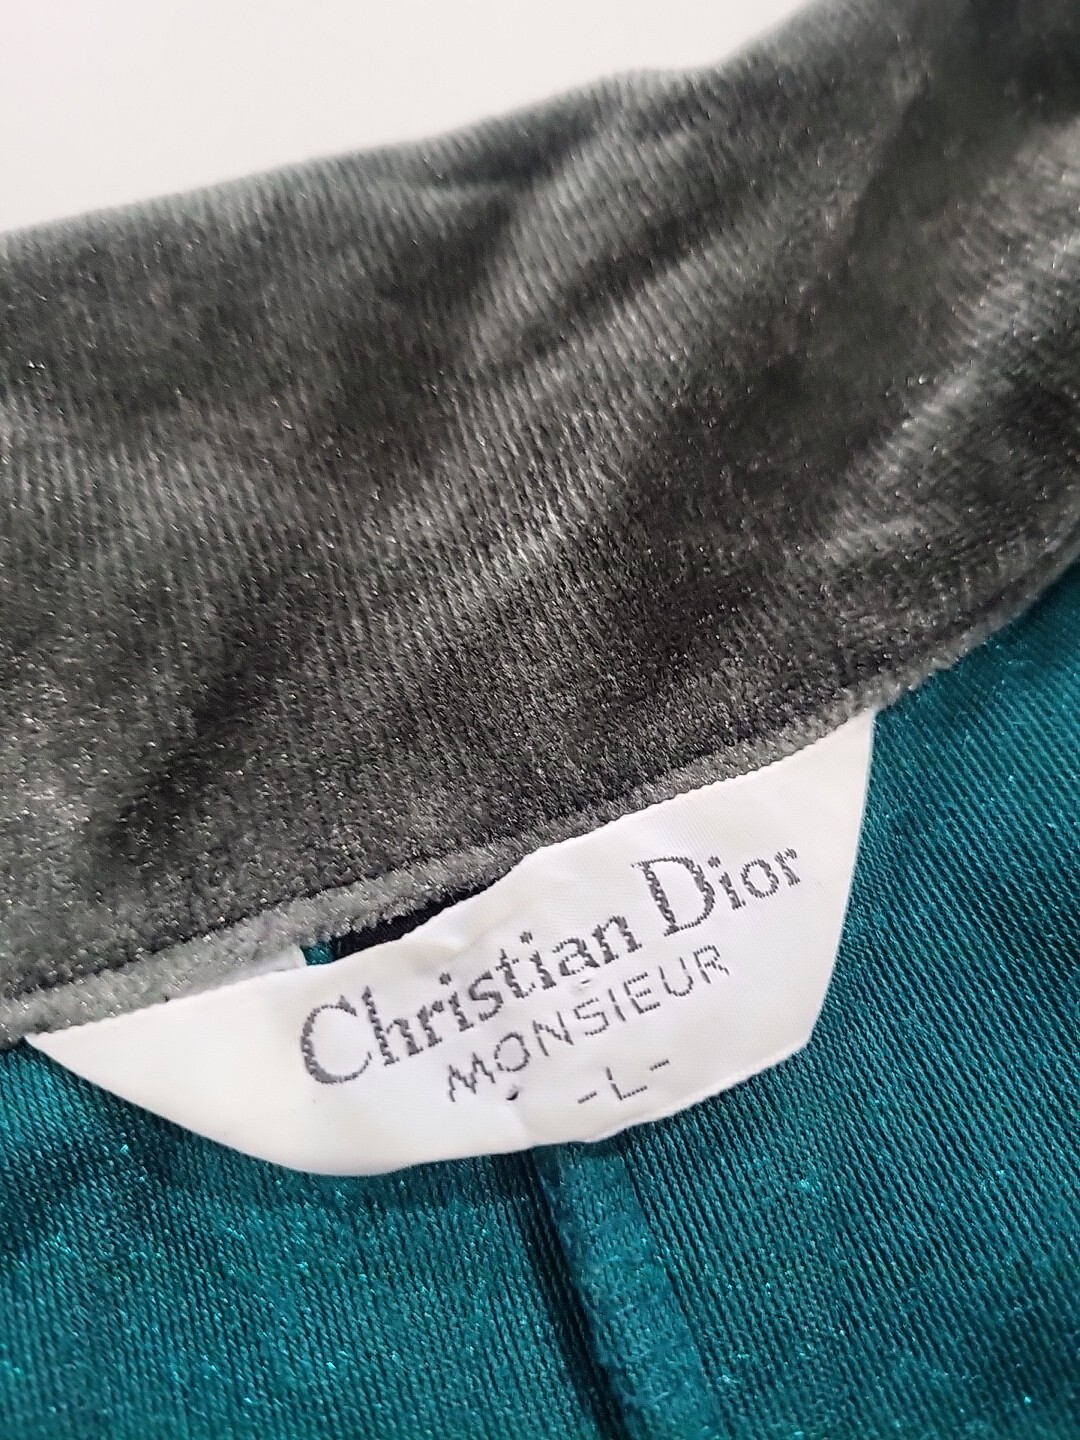 Christian Dior
MONSIEUR
-L-